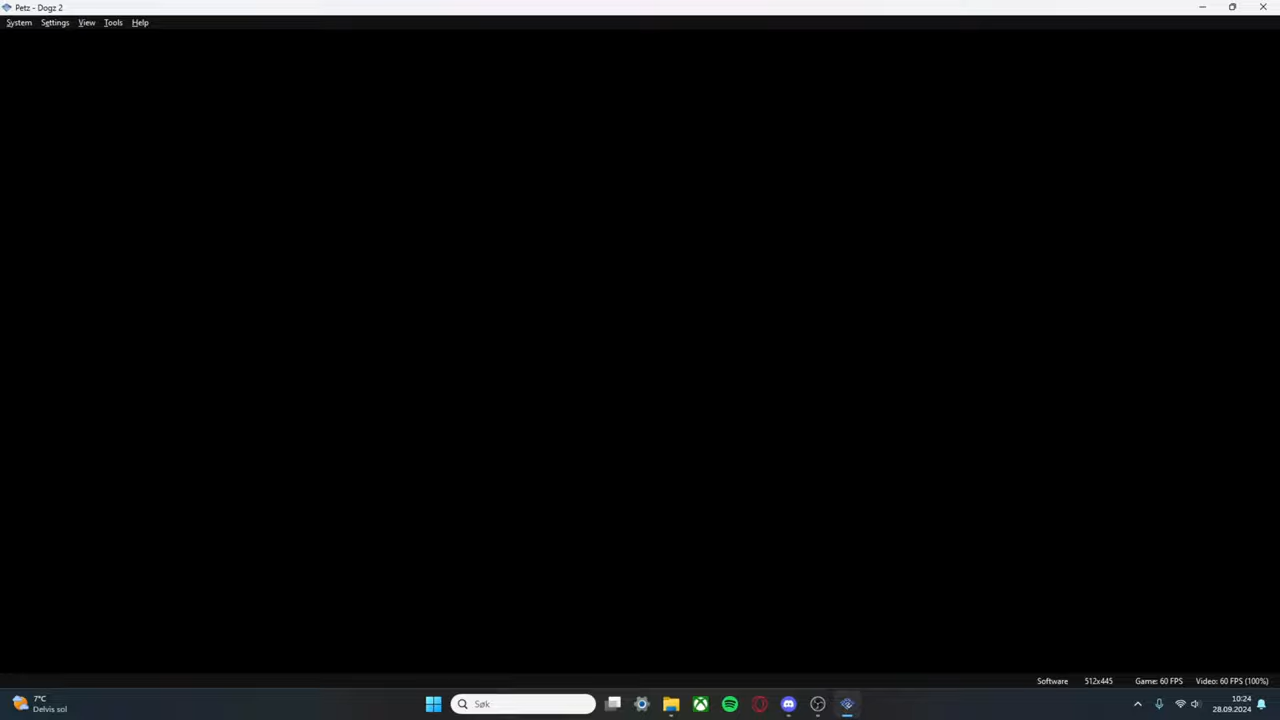 Petz - Dogz 2
System Settings View Tools Help
Software 512x445 Game: 60 FPS Video: 60 FPS (100%)
7°C
Delvis sol
Søk
10:24
28.09.2024